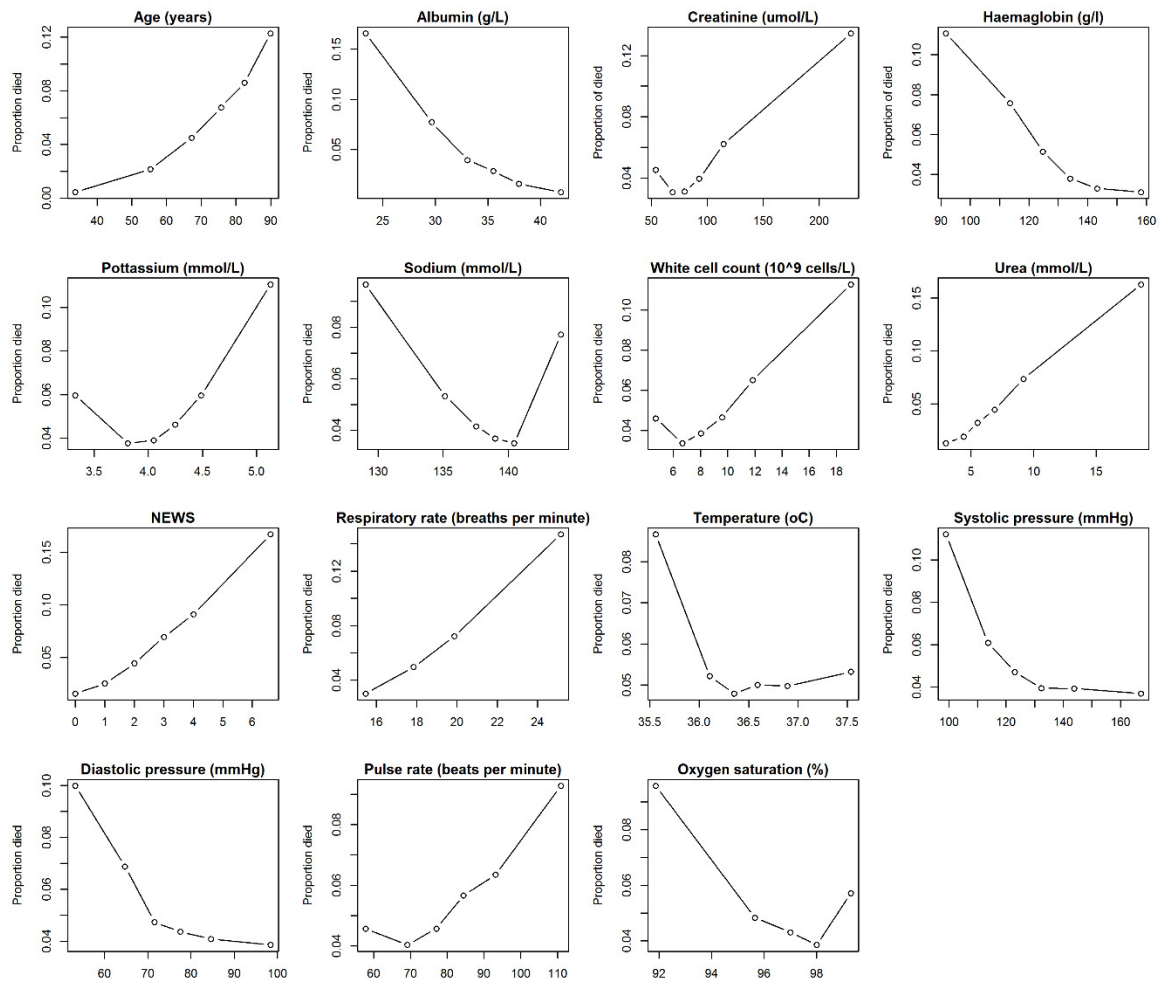 Age (years)
Proportion died
0.00 0.04 0.08 0.12
40 50 60 70 80 90
Albumin (g/L)
Proportion died
0.05 0.10 0.15
25 30 35 40
Creatinine (umol/L)
Proportion of died
0.04 0.08 0.12
50 100 150 200
Haemaglobin (g/l)
Proportion of died
0.04 0.06 0.08 0.10
90 100 120 140 160
Pottassium (mmol/L)
Proportion died
0.04 0.06 0.08 0.10
3.5 4.0 4.5 5.0
Sodium (mmol/L)
Proportion died
0.04 0.06 0.08
130 135 140
White cell count (10^9 cells/L)
Proportion died
0.04 0.06 0.08 0.10
6 8 10 12 14 16 18
Urea (mmol/L)
Proportion died
0.05 0.10 0.15
5 10 15
NEWS
Proportion died
0.05 0.10 0.15
0 1 2 3 4 5 6
Respiratory rate (breaths per minute)
Proportion died
0.04 0.08 0.12
16 18 20 22 24
Temperature (oC)
Proportion died
0.05 0.06 0.07 0.08
35.5 36.0 36.5 37.0 37.5
Systolic pressure (mmHg)
Proportion died
0.04 0.06 0.08 0.10
100 120 140 160
Diastolic pressure (mmHg)
Proportion died
0.04 0.06 0.08 0.10
60 70 80 90 100
Pulse rate (beats per minute)
Proportion died
0.04 0.06 0.08
60 70 80 90 100 110
Oxygen saturation (%)
Proportion died
0.04 0.06 0.08
92 94 96 98